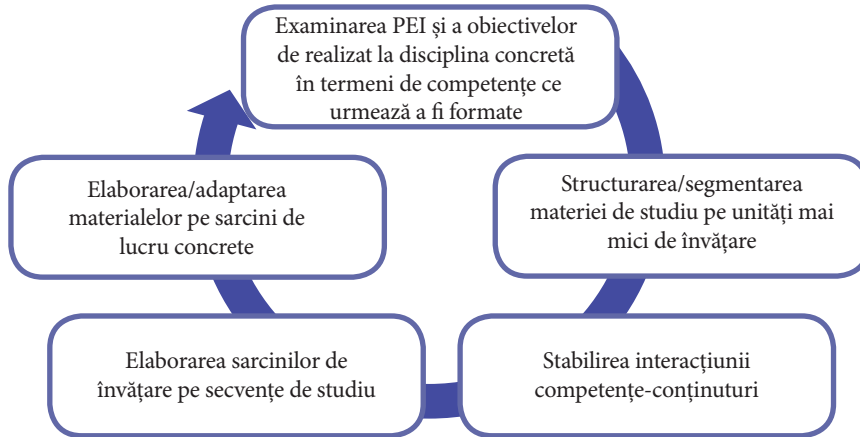 Examinarea PEI și a obiectivelor
de realizat la disciplina concretă
în termeni de competențe ce
urmează a fi formate
Structurarea/segmentarea
materiei de studiu pe unități mai
mici de învățare
Stabilirea interacțiunii
competențe-conținuturi
Elaborarea sarcinilor de
învățare pe secvențe de studiu
Elaborarea/adaptarea
materialelor pe sarcini de
lucru concrete